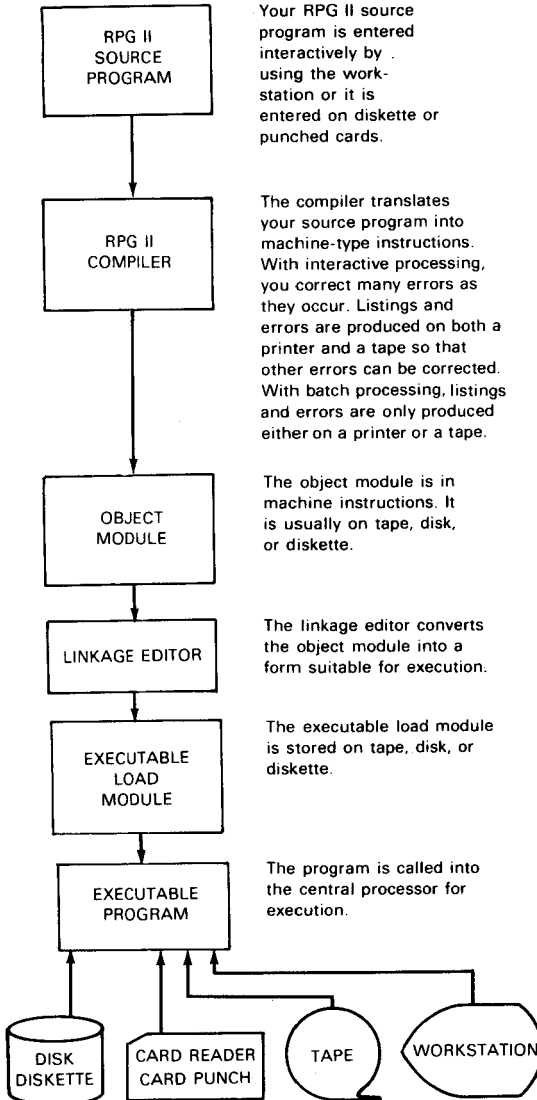 RPG II
SOURCE
PROGRAM
Your RPG II source
program is entered
interactively by .
using the work-
station or it is
entered on diskette or
punched cards.
RPG II
COMPILER
The compiler translates
your source program into
machine-type instructions.
With interactive processing,
you correct many errors as
they occur. Listings and
errors are produced on both a
printer and a tape so that
other errors can be corrected.
With batch processing, listings
and errors are only produced
either on a printer or a tape.
OBJECT
MODULE
The object module is in
machine instructions. It
is usually on tape, disk,
or diskette.
LINKAGE EDITOR
The linkage editor converts
the object module into a
form suitable for execution.
EXECUTABLE
LOAD
MODULE
The executable load module
is stored on tape, disk, or
diskette.
EXECUTABLE
PROGRAM
The program is called into
the central processor for
execution.
DISK
DISKETTE
CARD READER
CARD PUNCH
TAPE
WORKSTATION